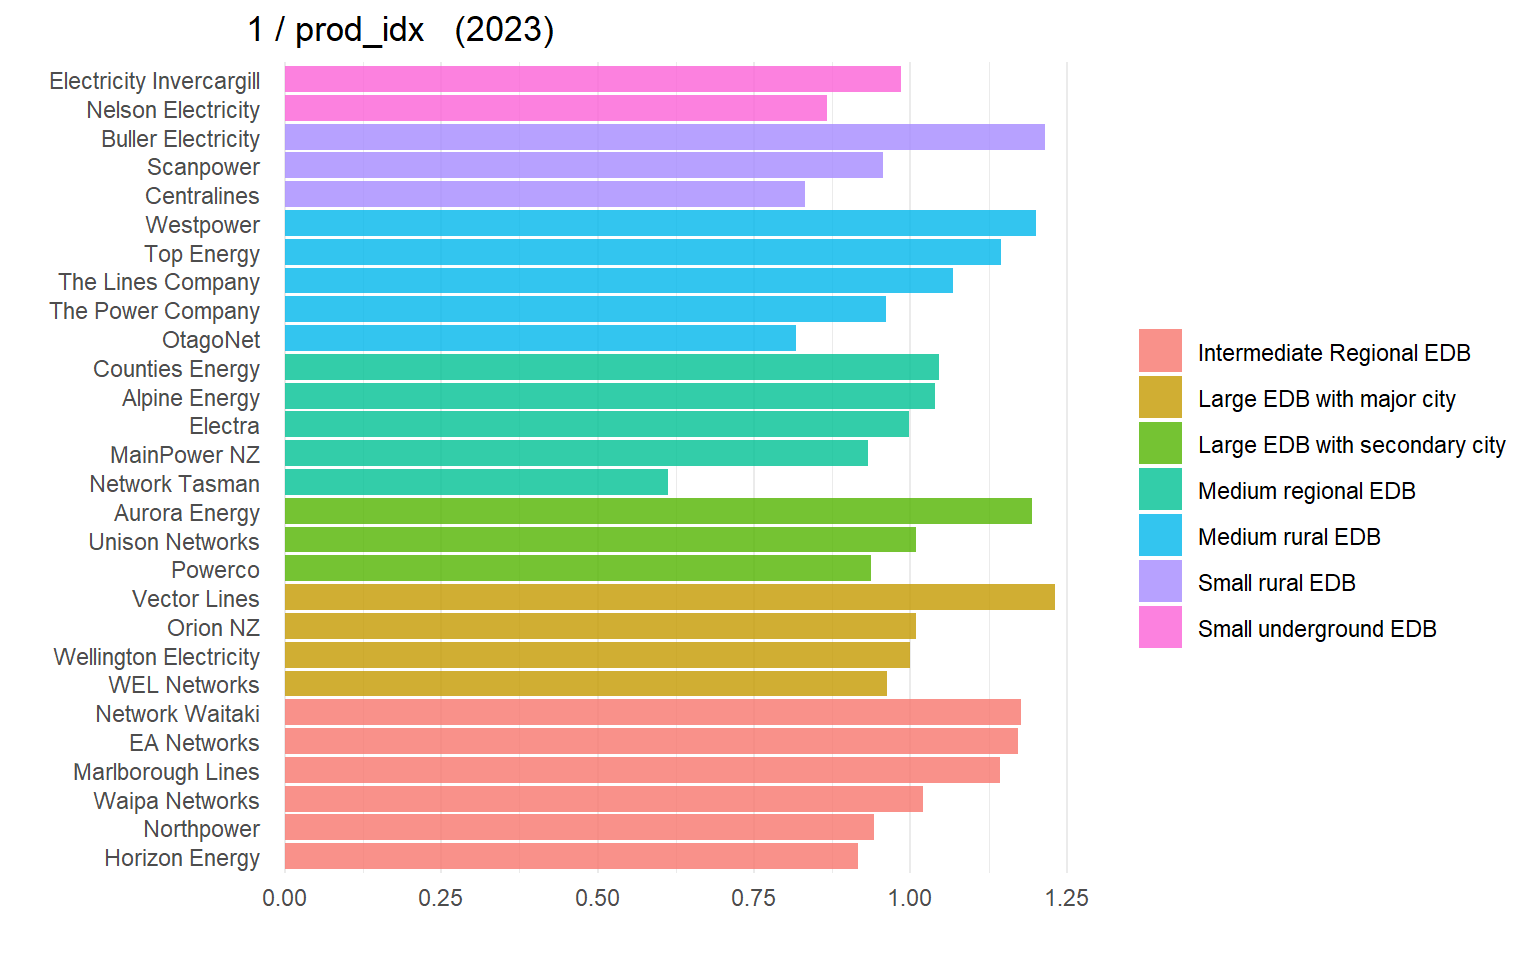 1 / prod_idx (2023)
Electricity Invercargill
Nelson Electricity
Buller Electricity
Scanpower
Centralines
Westpower
Top Energy
The Lines Company
The Power Company
OtagoNet
Counties Energy
Alpine Energy
Electra
MainPower NZ
Network Tasman
Aurora Energy
Unison Networks
Powerco
Vector Lines
Orion NZ
Wellington Electricity
WEL Networks
Network Waitaki
EA Networks
Marlborough Lines
Waipa Networks
Northpower
Horizon Energy
0.00 0.25 0.50 0.75 1.00 1.25
Intermediate Regional EDB
Large EDB with major city
Large EDB with secondary city
Medium regional EDB
Medium rural EDB
Small rural EDB
Small underground EDB